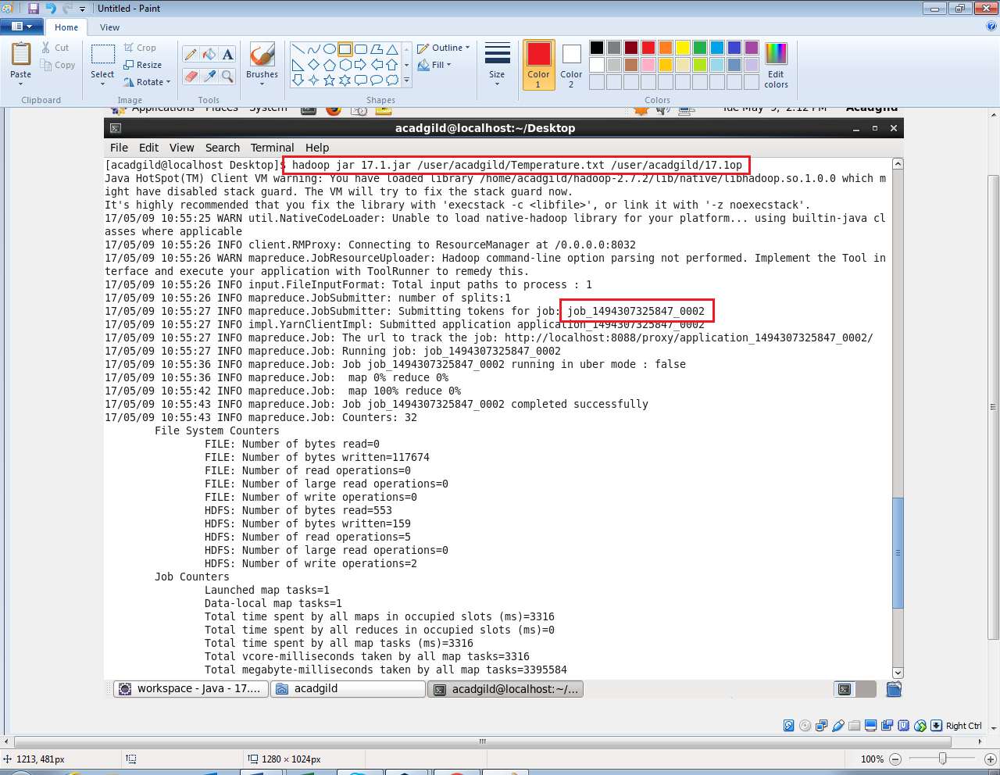 Untitled - Paint
Home
View
Paste
Cut
Copy
Clipboard
Select
Crop
Resize
Rotate
Image
Tools
Brushes
Shapes
Outline
Fill
Size
Color 1
Color 2
Edit colors
Colors
Applications Places System
Tue May 9, 2:12 PM Acadgild
acadgild@localhost:~/Desktop
File Edit View Search Terminal Help
[acadgild@localhost Desktop]$ hadoop jar 17.1.jar /user/acadgild/Temperature.txt /user/acadgild/17.1op
Java HotSpot(TM) Client VM warning: You have loaded library /home/acadgild/hadoop-2.7.2/lib/native/libhadoop.so.1.0.0 which m
ight have disabled stack guard. The VM will try to fix the stack guard now.
It's highly recommended that you fix the library with 'execstack -c <libfile>', or link it with '-z noexecstack'.
17/05/09 10:55:25 WARN util.NativeCodeLoader: Unable to load native-hadoop library for your platform... using builtin-java cl
asses where applicable
17/05/09 10:55:26 INFO client.RMProxy: Connecting to ResourceManager at /0.0.0.0:8032
17/05/09 10:55:26 WARN mapreduce.JobResourceUploader: Hadoop command-line option parsing not performed. Implement the Tool in
terface and execute your application with ToolRunner to remedy this.
17/05/09 10:55:26 INFO input.FileInputFormat: Total input paths to process : 1
17/05/09 10:55:26 INFO mapreduce.JobSubmitter: number of splits:1
17/05/09 10:55:27 INFO mapreduce.JobSubmitter: Submitting tokens for job: job_1494307325847_0002
17/05/09 10:55:27 INFO impl.YarnClientImpl: Submitted application application_1494307325847_0002
17/05/09 10:55:27 INFO mapreduce.Job: The url to track the job: http://localhost:8088/proxy/application_1494307325847_0002/
17/05/09 10:55:27 INFO mapreduce.Job: Running job: job_1494307325847_0002
17/05/09 10:55:36 INFO mapreduce.Job: Job job_1494307325847_0002 running in uber mode : false
17/05/09 10:55:36 INFO mapreduce.Job:  map 0% reduce 0%
17/05/09 10:55:42 INFO mapreduce.Job:  map 100% reduce 0%
17/05/09 10:55:43 INFO mapreduce.Job: Job job_1494307325847_0002 completed successfully
17/05/09 10:55:43 INFO mapreduce.Job: Counters: 32
File System Counters
FILE: Number of bytes read=0
FILE: Number of bytes written=117674
FILE: Number of read operations=0
FILE: Number of large read operations=0
FILE: Number of write operations=0
HDFS: Number of bytes read=553
HDFS: Number of bytes written=159
HDFS: Number of read operations=5
HDFS: Number of large read operations=0
HDFS: Number of write operations=2
Job Counters
Launched map tasks=1
Data-local map tasks=1
Total time spent by all maps in occupied slots (ms)=3316
Total time spent by all reduces in occupied slots (ms)=0
Total time spent by all map tasks (ms)=3316
Total vcore-milliseconds taken by all map tasks=3316
Total megabyte-milliseconds taken by all map tasks=3395584
workspace - Java - 17....
acadgild
acadgild@localhost:~/...
Right Ctrl
1213, 481px
1280 × 1024px
100%